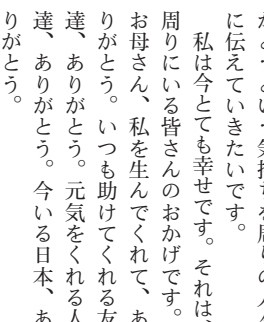 に伝えていきたいです。
私は今とても幸せです。それは、
周りにいる皆さんのおかげです。
お母さん、私を生んでくれて、あ
りがとう。いつも助けてくれる友
達、ありがとう。元気をくれる人
達、ありがとう。今いる日本、あ
りがとう。